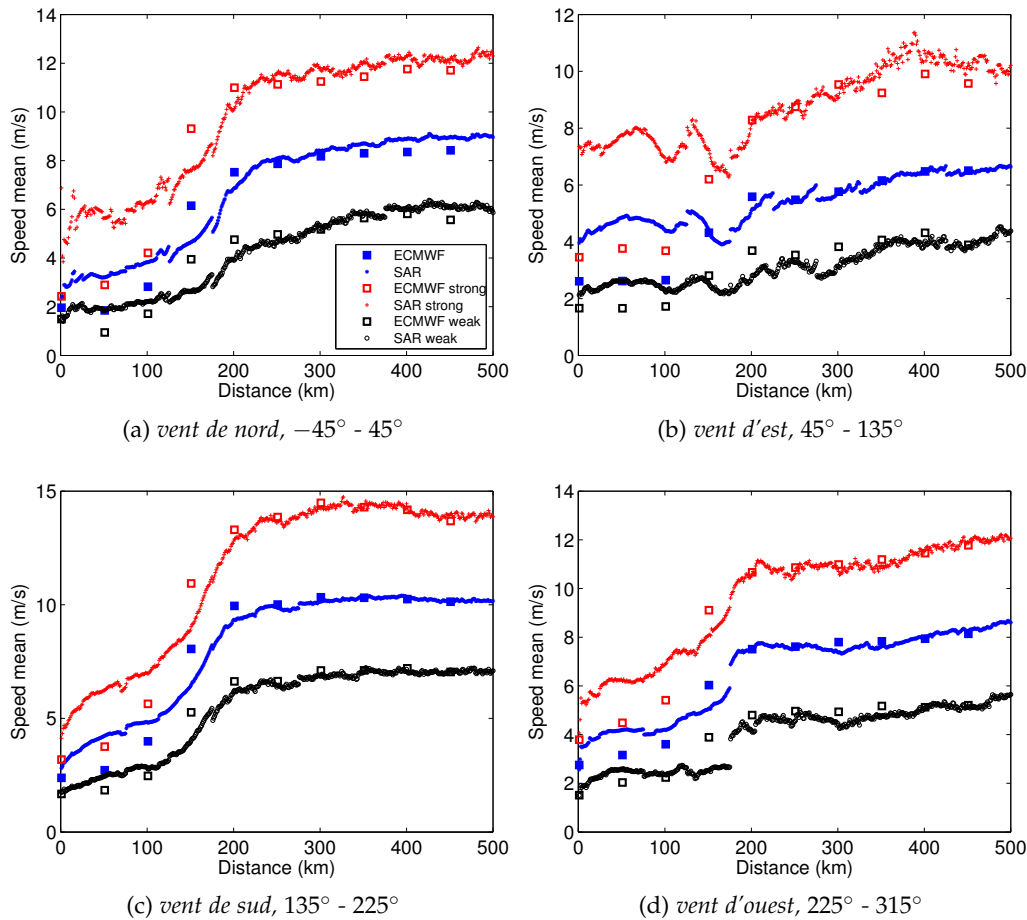 14
12
10
8
6
4
2
0
Speed mean (m/s)
0 100 200 300 400 500
Distance (km)
ECMWF
SAR
ECMWF strong
SAR strong
ECMWF weak
SAR weak
(a) vent de nord, −45° - 45°
12
10
8
6
4
2
0
Speed mean (m/s)
0 100 200 300 400 500
Distance (km)
(b) vent d'est, 45° - 135°
15
10
5
0
Speed mean (m/s)
0 100 200 300 400 500
Distance (km)
(c) vent de sud, 135° - 225°
14
12
10
8
6
4
2
0
Speed mean (m/s)
0 100 200 300 400 500
Distance (km)
(d) vent d'ouest, 225° - 315°